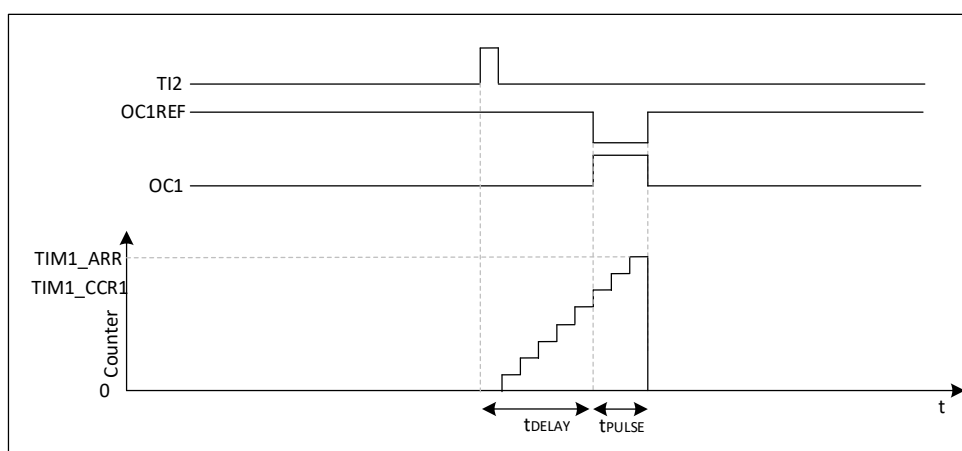 TI2
OC1REF
OC1
TIM1_ARR
TIM1_CCR1
Counter
0
t
tDELAY
tPULSE